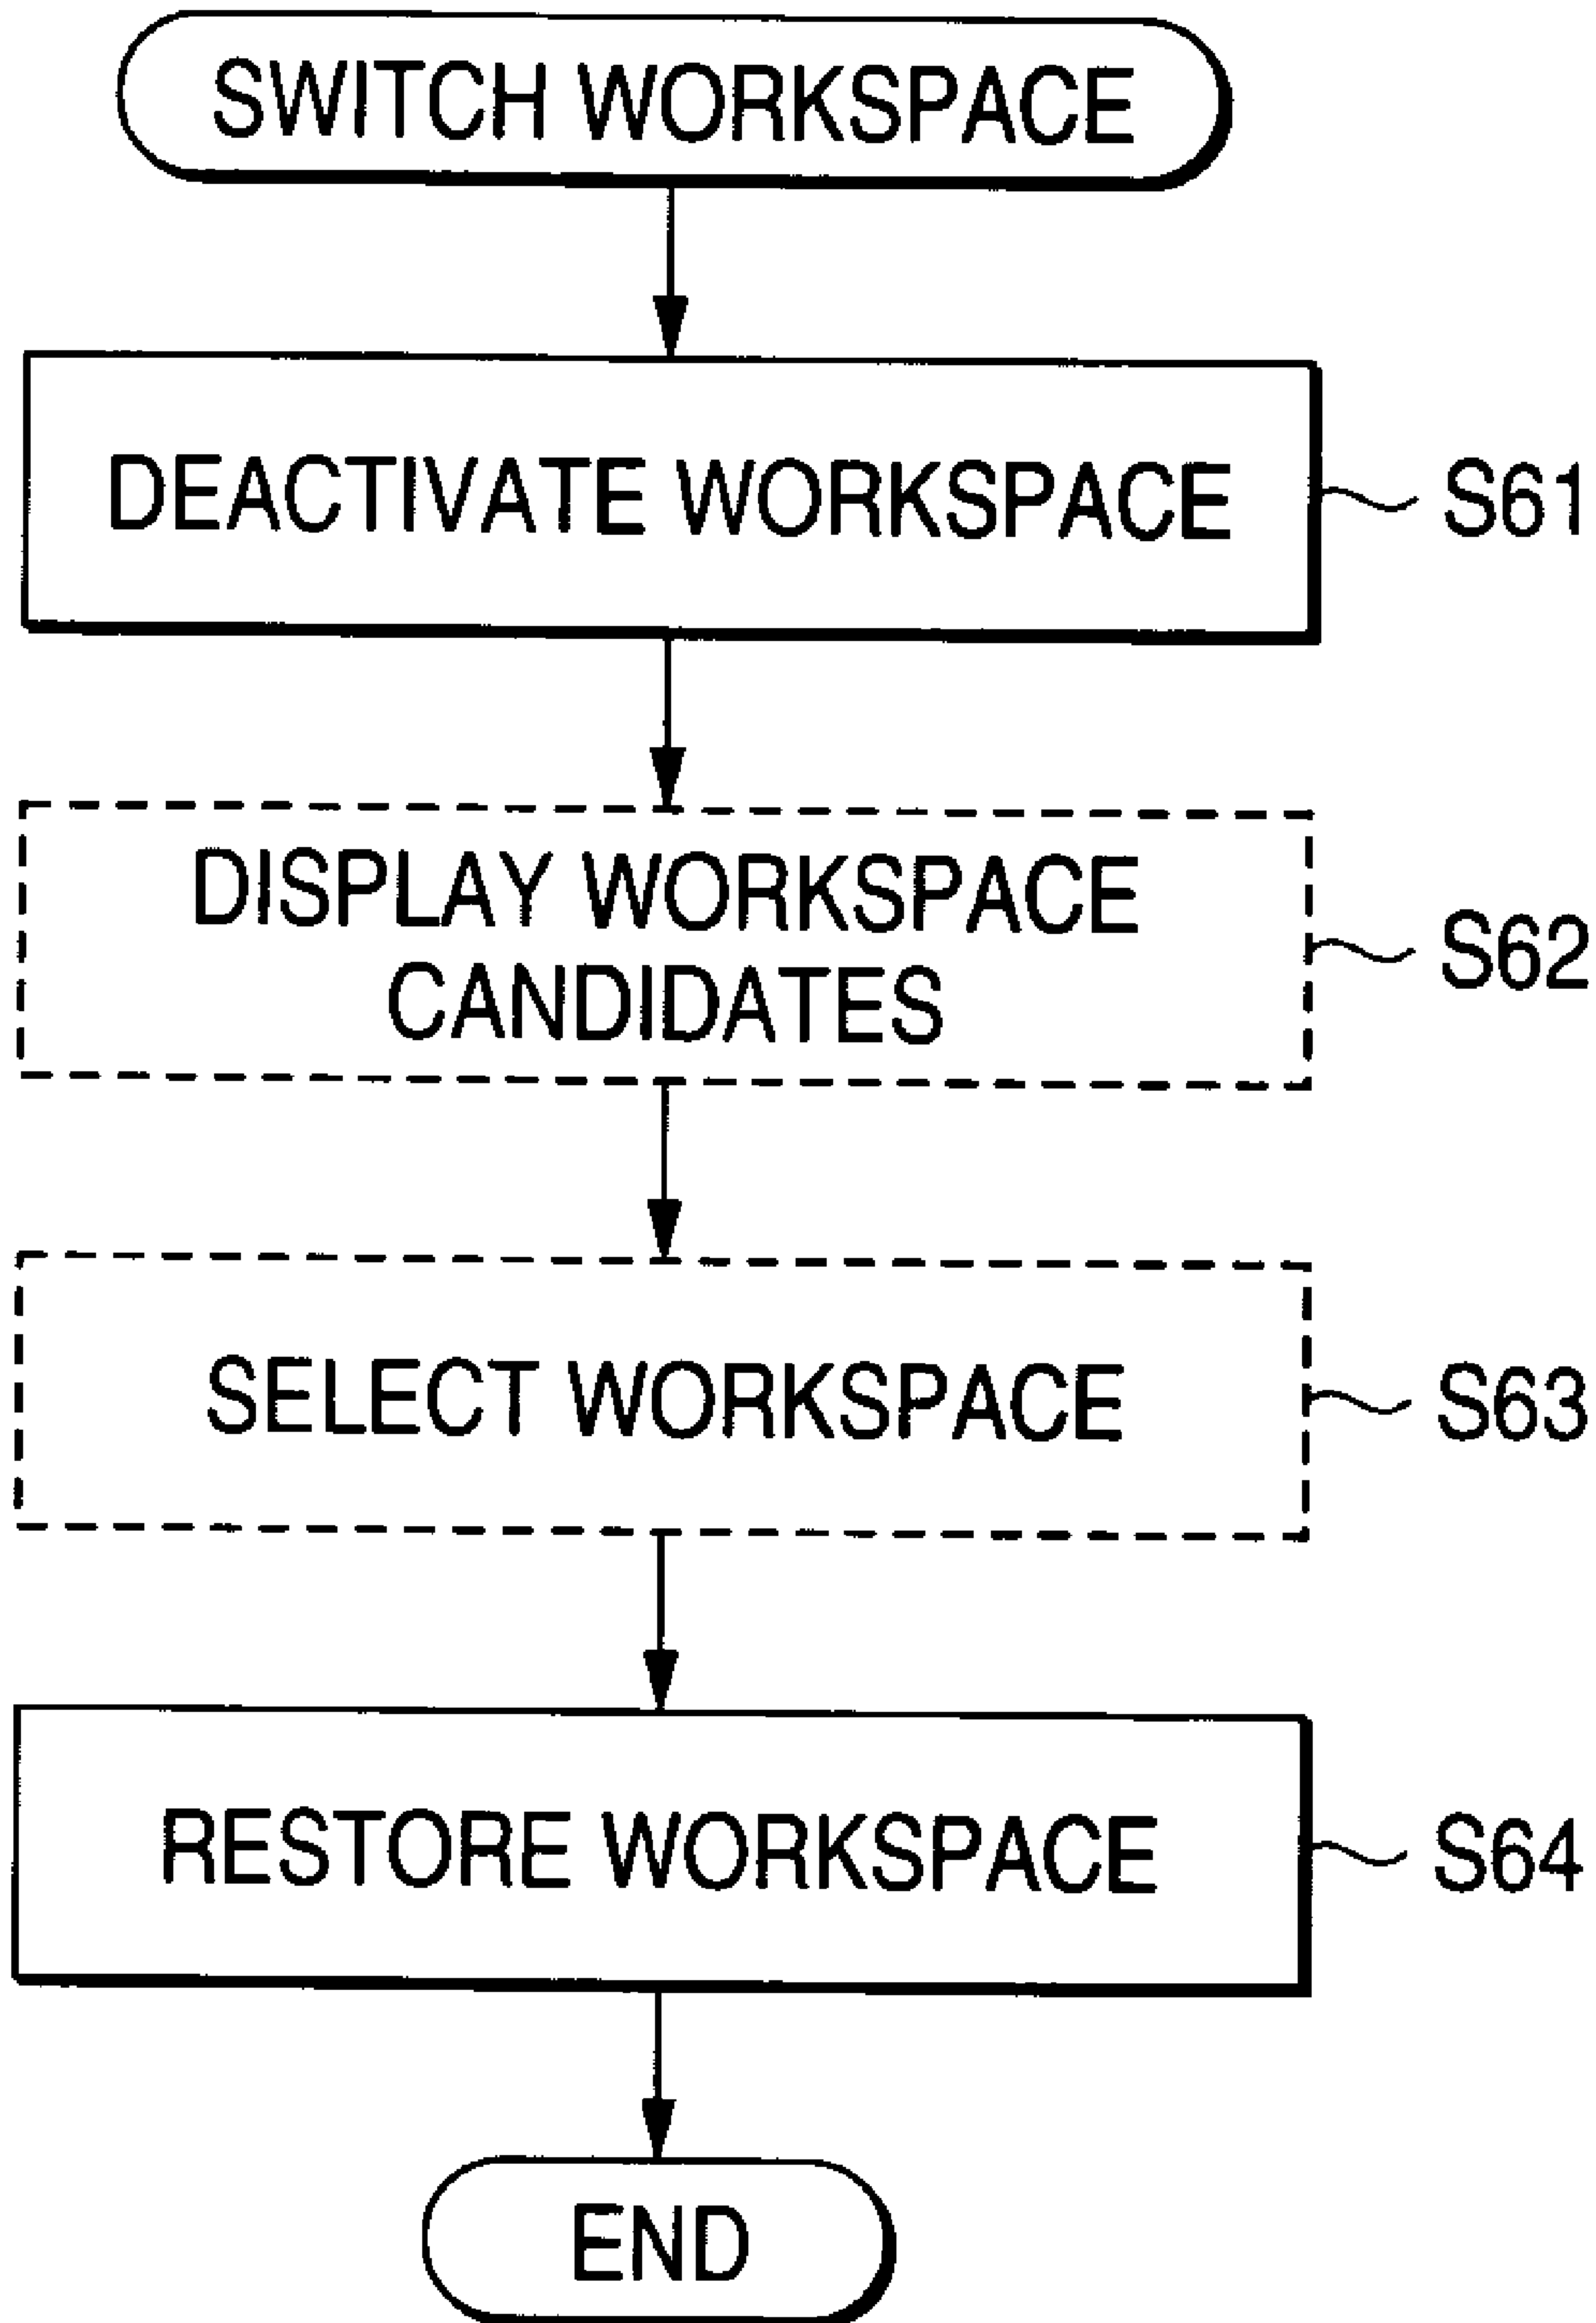 SWITCH WORKSPACE
DEACTIVATE WORKSPACE
S61
DISPLAY WORKSPACE
CANDIDATES
S62
SELECT WORKSPACE
S63
RESTORE WORKSPACE
S64
END